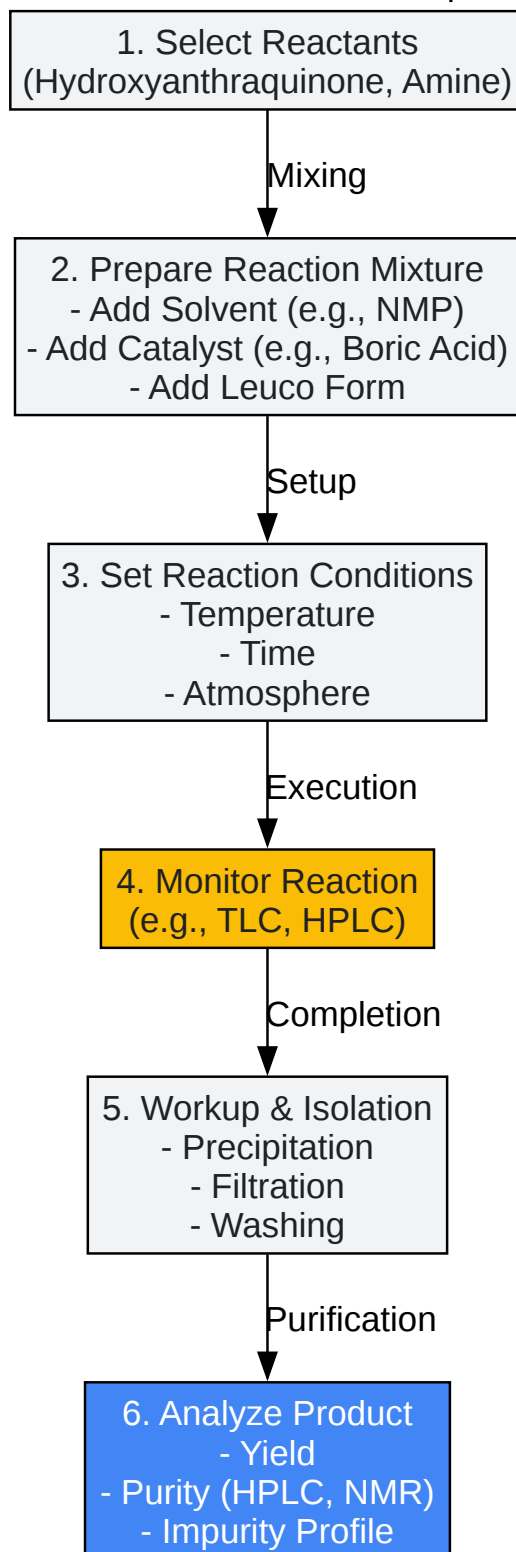 1. Select Reactants
(Hydroxyanthraquinone, Amine)
Mixing
2. Prepare Reaction Mixture
- Add Solvent (e.g., NMP)
- Add Catalyst (e.g., Boric Acid)
- Add Leuco Form
Setup
3. Set Reaction Conditions
- Temperature
- Time
- Atmosphere
Execution
4. Monitor Reaction
(e.g., TLC, HPLC)
Completion
5. Workup & Isolation
- Precipitation
- Filtration
- Washing
Purification
6. Analyze Product
- Yield
- Purity (HPLC, NMR)
- Impurity Profile